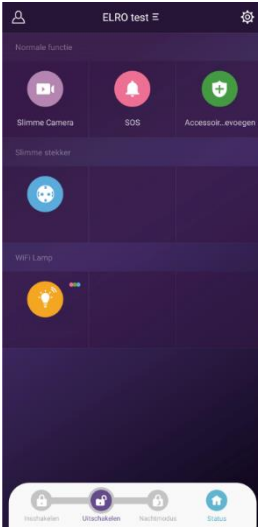 ELRO test
Normale functie
Slimme Camera
SOS
Accessoir...evoegen
Slimme stekker
WiFi Lamp
Inschakelen
Uitschakelen
Nachtmodus
Status